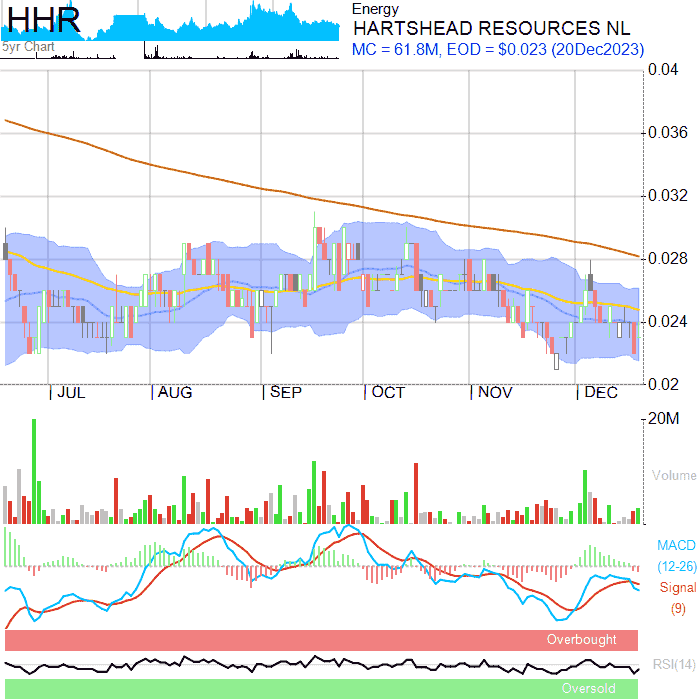 HHR
5yr Chart
Energy
HARTSHEAD RESOURCES NL
MC = 61.8M, EOD = $0.023 (20Dec2023)
0.04
0.036
0.032
0.028
0.024
0.02
JUL AUG SEP OCT NOV DEC
20M
Volume
MACD
(12-26)
Signal
(9)
Overbought
RSI(14)
Oversold